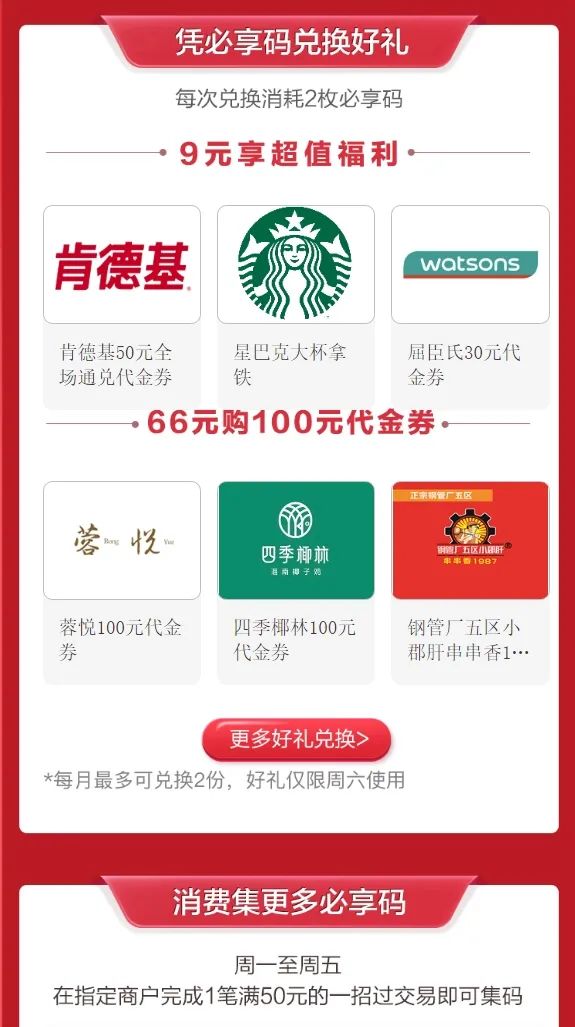 凭必享码兑换好礼
每次兑换消耗2枚必享码
9元享超值福利
肯德基
watsons
肯德基50元全
场通兑代金券
星巴克大杯拿
铁
屈臣氏30元代
金券
66元购100元代金券
蓉 Rong 悦 Yue
四季椰林
海南椰子鸡
正宗钢管厂五区
钢管厂五区小郡肝®
串串香1987
蓉悦100元代金
券
四季椰林100元
代金券
钢管厂五区小
郡肝串串香1…
更多好礼兑换>
*每月最多可兑换2份，好礼仅限周六使用
消费集更多必享码
周一至周五
在指定商户完成1笔满50元的一招过交易即可集码